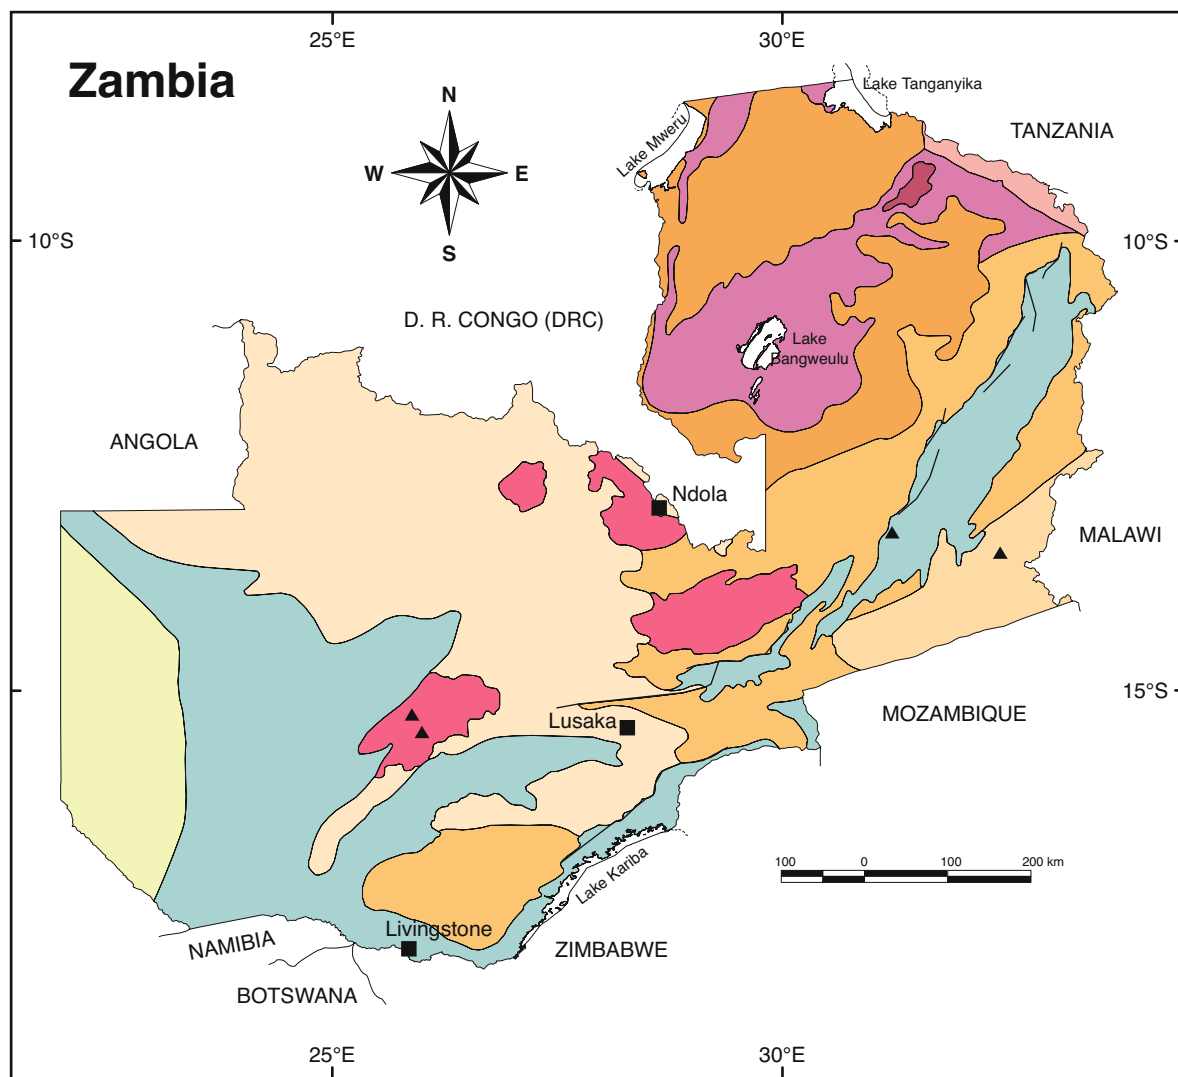 25°E
30°E
Zambia
N
W
E
S
Lake Tanganyika
TANZANIA
Lake Mweru
10°S
10°S
D. R. CONGO (DRC)
Lake
Bangweulu
ANGOLA
Ndola
MALAWI
15°S
Lusaka
MOZAMBIQUE
100
0
100
200 km
Lake Kariba
Livingstone
NAMIBIA
ZIMBABWE
BOTSWANA
25°E
30°E